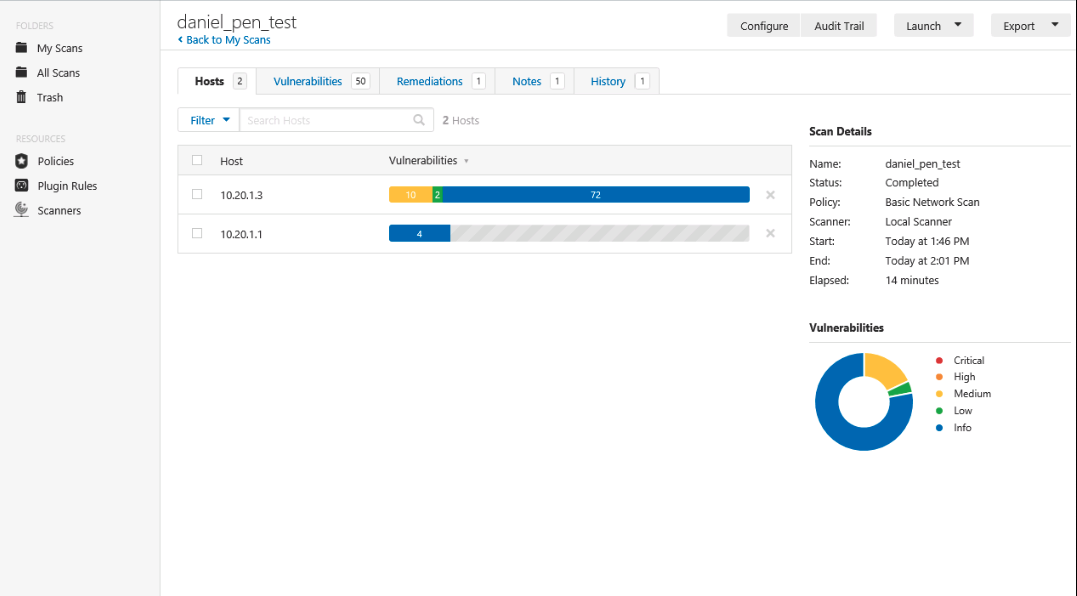 FOLDERS
My Scans
All Scans
Trash
RESOURCES
Policies
Plugin Rules
Scanners
daniel_pen_test
Back to My Scans
Configure Audit Trail Launch Export
Hosts 2 Vulnerabilities 50 Remediations 1 Notes 1 History 1
Filter Search Hosts 2 Hosts
Host Vulnerabilities
10.20.1.3 10 2 72
10.20.1.1 4
Scan Details
Name: daniel_pen_test
Status: Completed
Policy: Basic Network Scan
Scanner: Local Scanner
Start: Today at 1:46 PM
End: Today at 2:01 PM
Elapsed: 14 minutes
Vulnerabilities
Critical
High
Medium
Low
Info